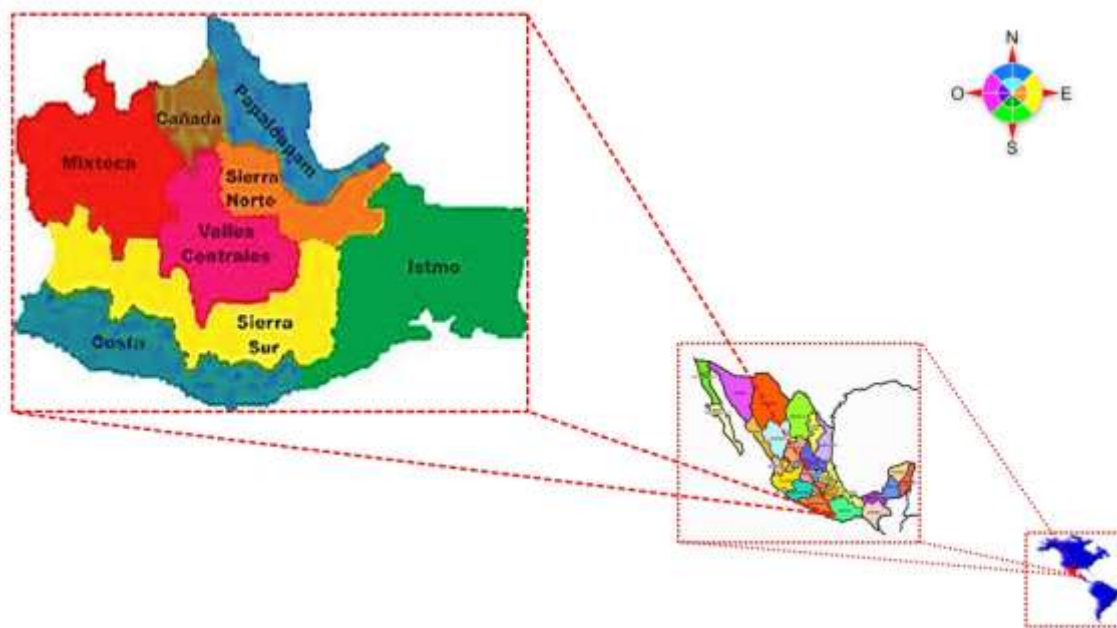 N
O
E
S
Cañada
Papaloapam
Mixteca
Sierra
Norte
Valles
Centrales
Istmo
Sierra
Sur
Costa